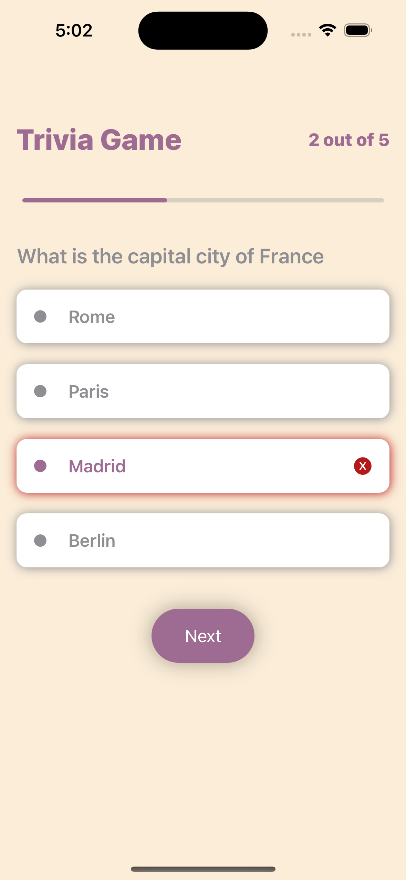 5:02
Trivia Game
2 out of 5
What is the capital city of France
Rome
Paris
Madrid
X
Berlin
Next